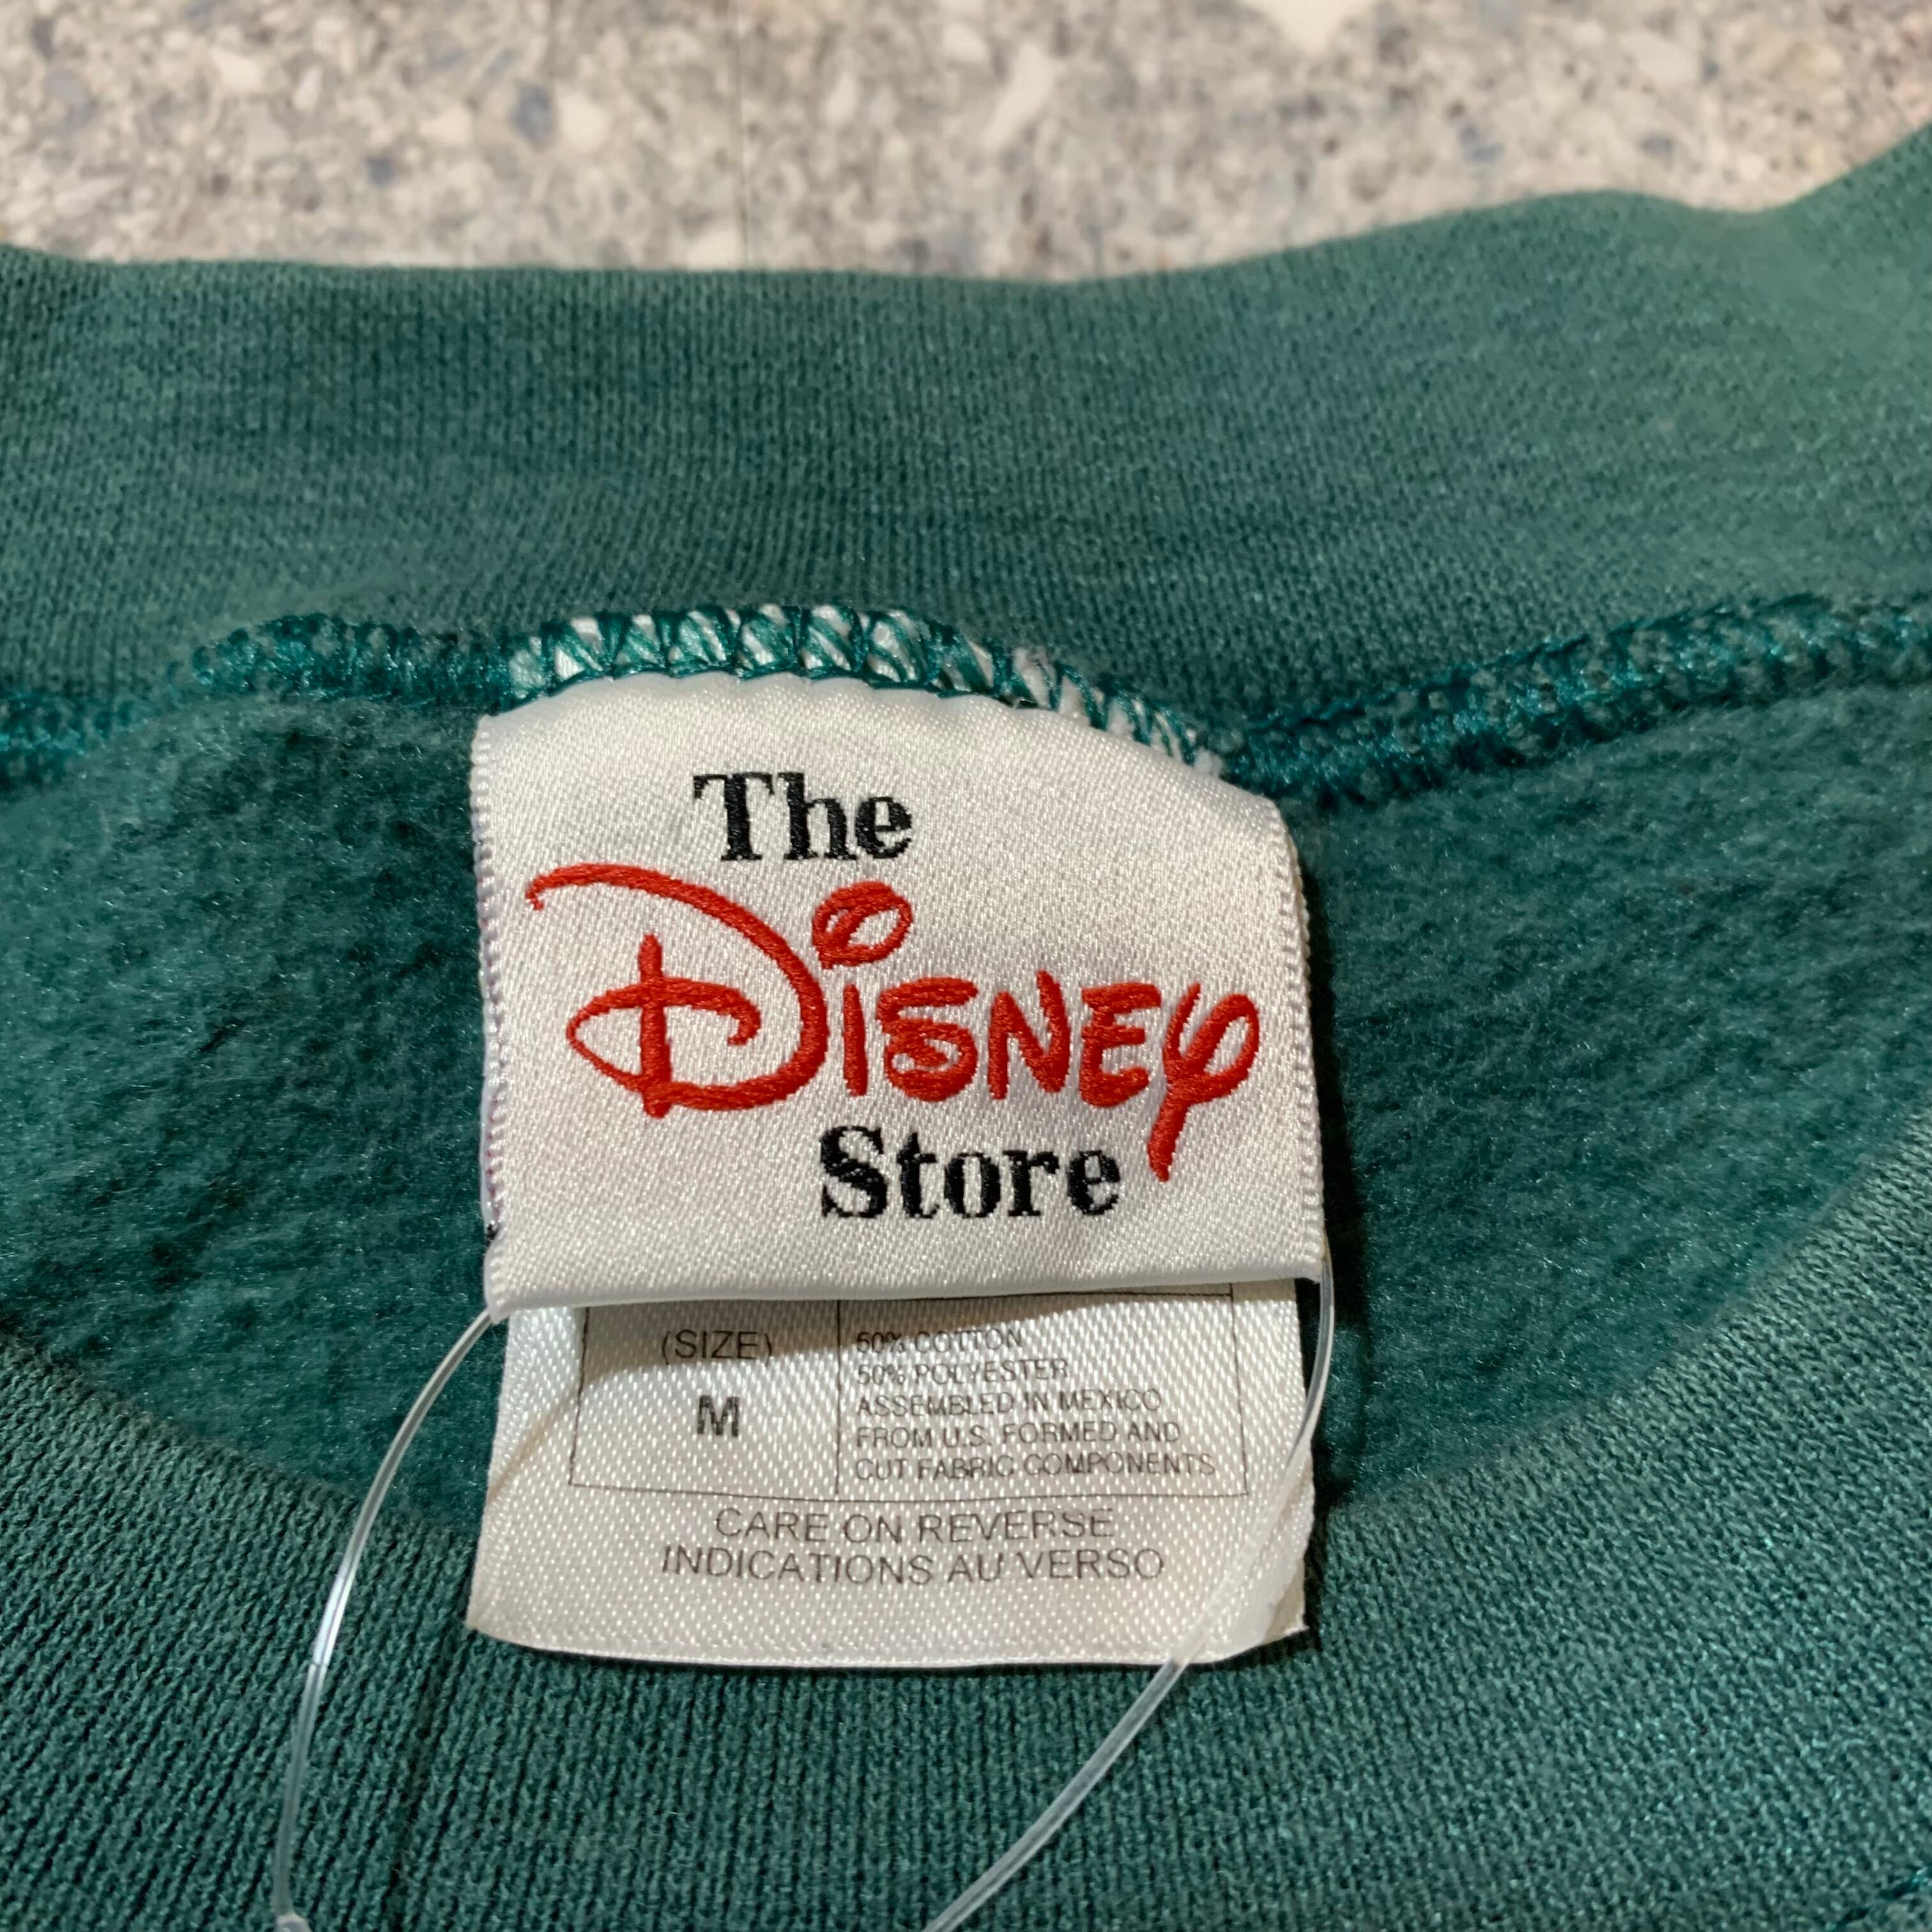 The
Disney
Store
(SIZE)
M
50% COTTON
50% POLYESTER
ASSEMBLED IN MEXICO
FROM U.S. FORMED AND
CUT FABRIC COMPONENTS
CARE ON REVERSE
INDICATIONS AU VERSO